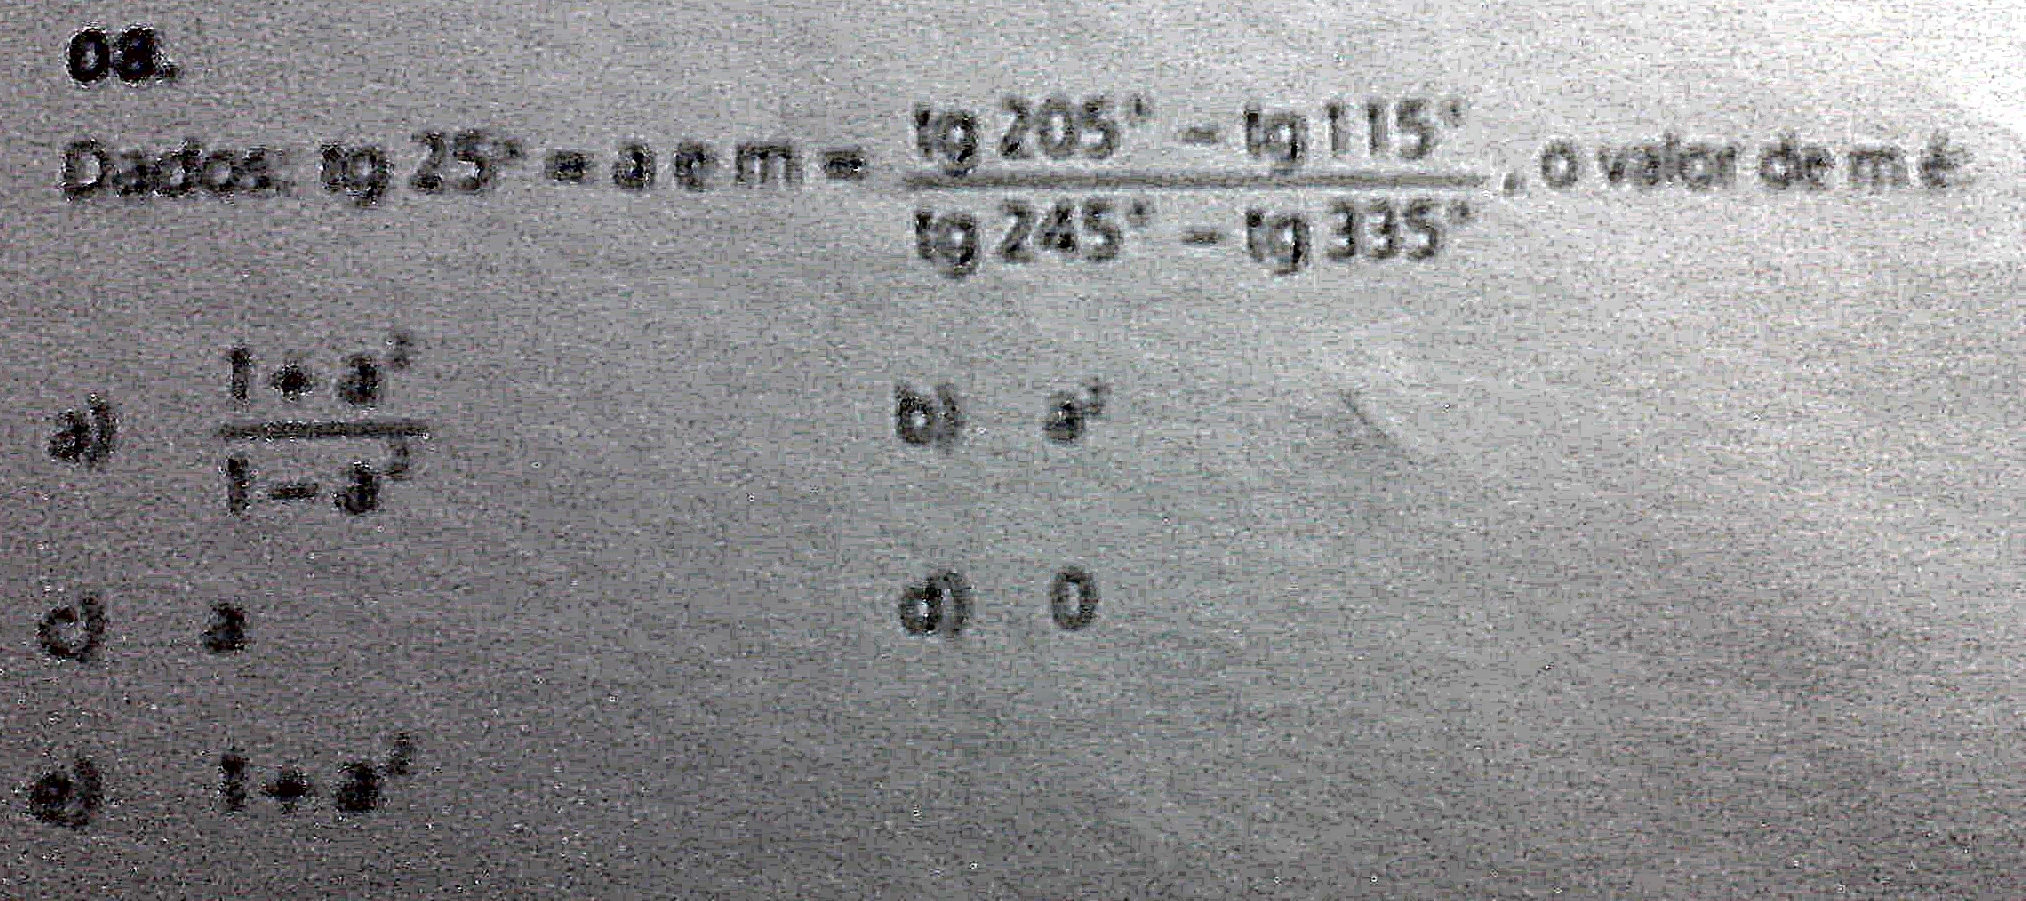 08.
Dados: tg 25° = a e m = (tg 205° - tg 115°) / (tg 245° - tg 335°), o valor de m é:
a) (1 + a²) / (1 - a²)
b) a²
c) a
d) 0
e) 1 + a²